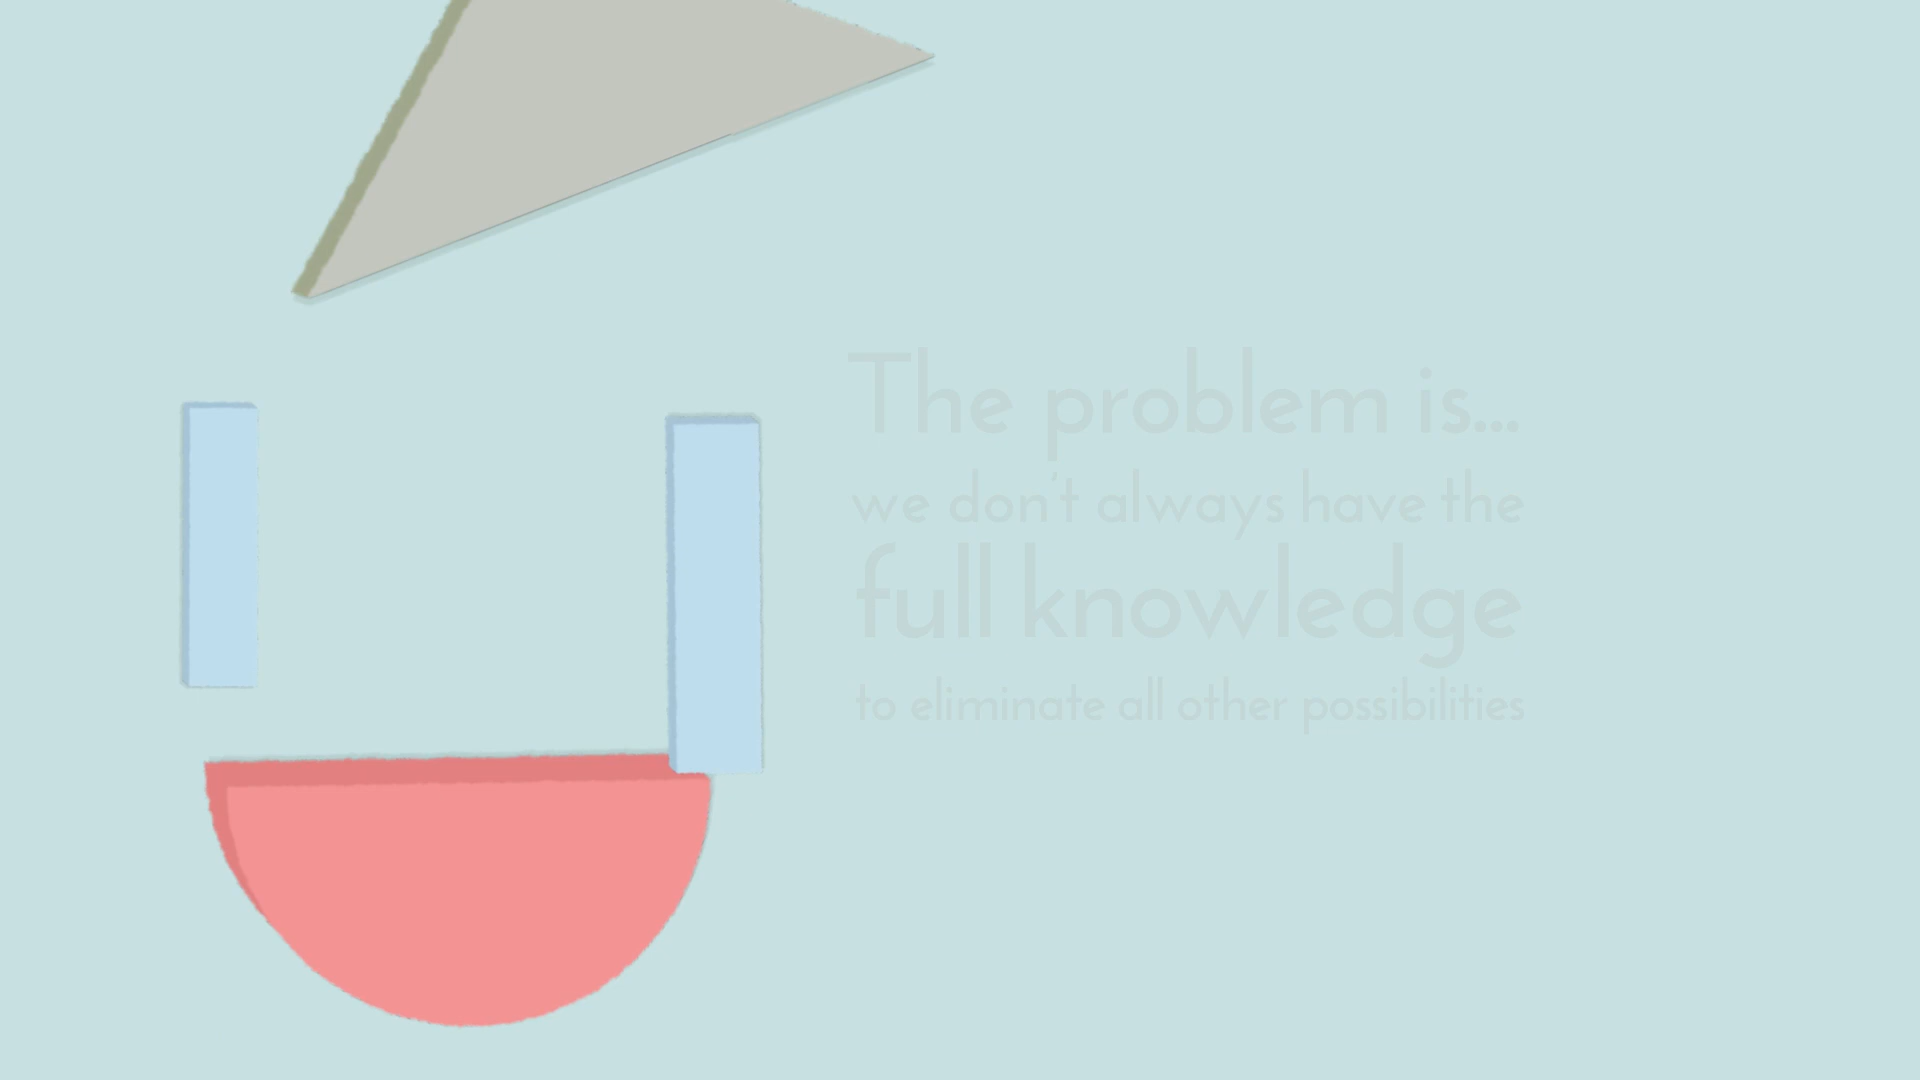 The problem is...
we don't always have the
full knowledge
to eliminate all other possibilities